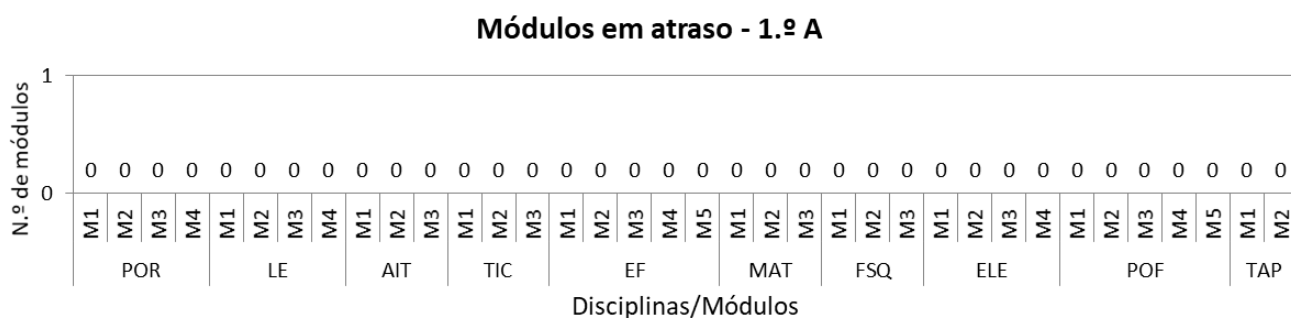 Módulos em atraso - 1.º A
1
N.º de módulos
0 0 0 0 0 0 0 0 0 0 0 0 0 0 0 0 0 0 0 0 0 0 0 0 0 0 0 0 0 0 0 0 0 0 0 0
0
M1 M2 M3 M4 M1 M2 M3 M4 M1 M2 M3 M1 M2 M3 M1 M2 M3 M4 M5 M1 M2 M3 M1 M2 M3 M1 M2 M3 M4 M1 M2 M3 M4 M5 M1 M2
POR LE AIT TIC EF MAT FSQ ELE POF TAP
Disciplinas/Módulos